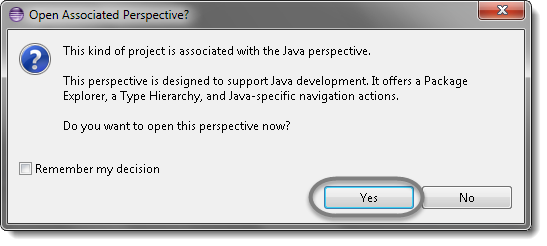 Open Associated Perspective?
This kind of project is associated with the Java perspective.
This perspective is designed to support Java development. It offers a Package
Explorer, a Type Hierarchy, and Java-specific navigation actions.
Do you want to open this perspective now?
Remember my decision
Yes No